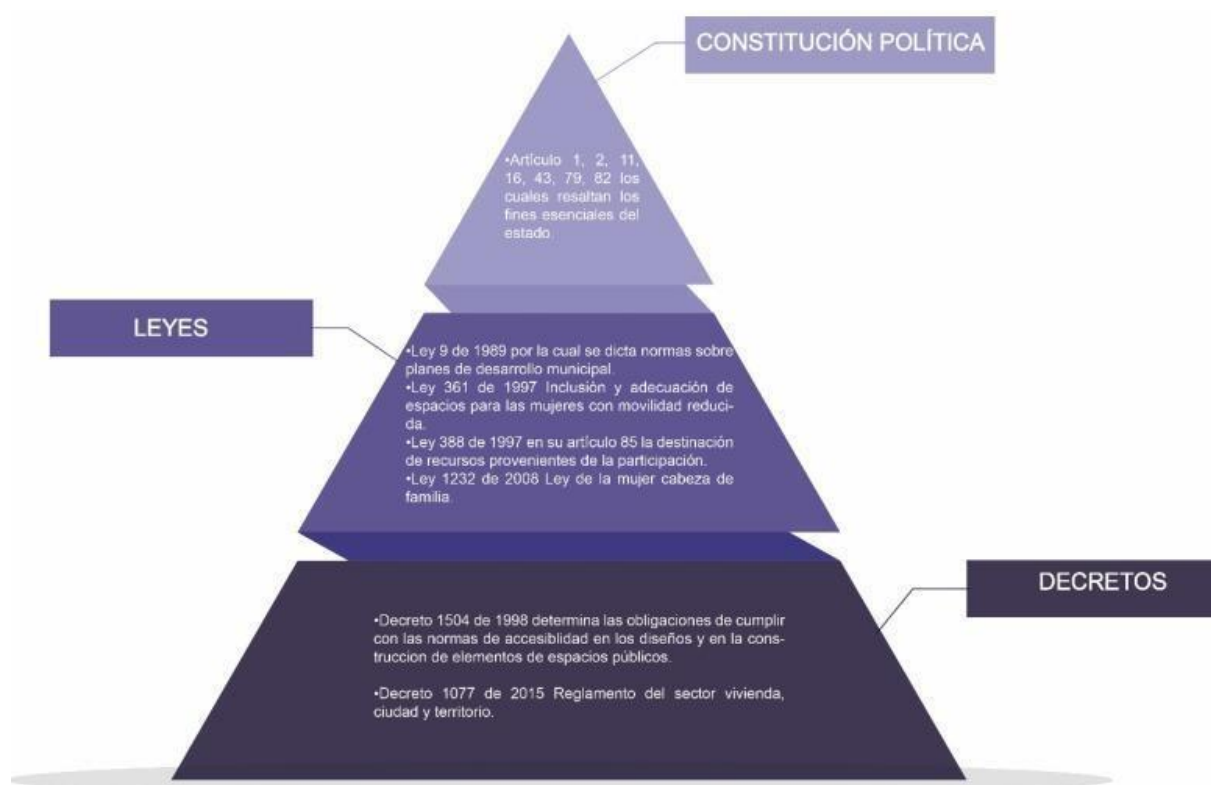 CONSTITUCIÓN POLÍTICA
•Artículo 1, 2, 11,
16, 43, 79, 82 los
cuales resaltan los
fines esenciales del
estado.
LEYES
•Ley 9 de 1989 por la cual se dicta normas sobre
planes de desarrollo municipal.
•Ley 361 de 1997 Inclusión y adecuación de
espacios para las mujeres con movilidad reduci-
da.
•Ley 388 de 1997 en su artículo 85 la destinación
de recursos provenientes de la participación.
•Ley 1232 de 2008 Ley de la mujer cabeza de
familia.
DECRETOS
•Decreto 1504 de 1998 determina las obligaciones de cumplir
con las normas de accesiblidad en los diseños y en la cons-
truccion de elementos de espacios públicos.
•Decreto 1077 de 2015 Reglamento del sector vivienda,
ciudad y territorio.